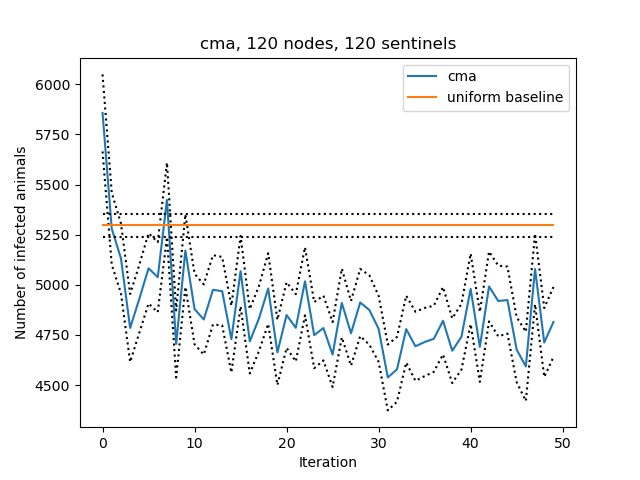 cma, 120 nodes, 120 sentinels
cma
uniform baseline
Number of infected animals
6000
5750
5500
5250
5000
4750
4500
0 10 20 30 40 50
Iteration